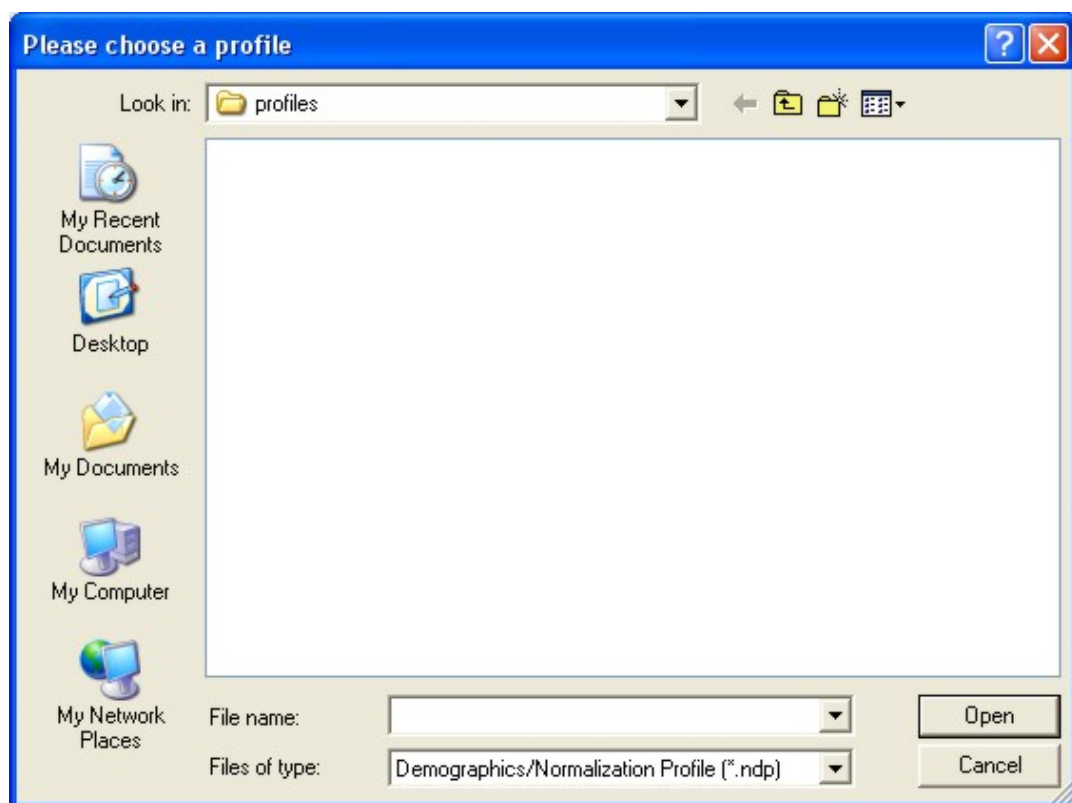 Please choose a profile
Look in: profiles
My Recent
Documents
Desktop
My Documents
My Computer
My Network
Places
File name:
Open
Files of type: Demographics/Normalization Profile (*.ndp)
Cancel